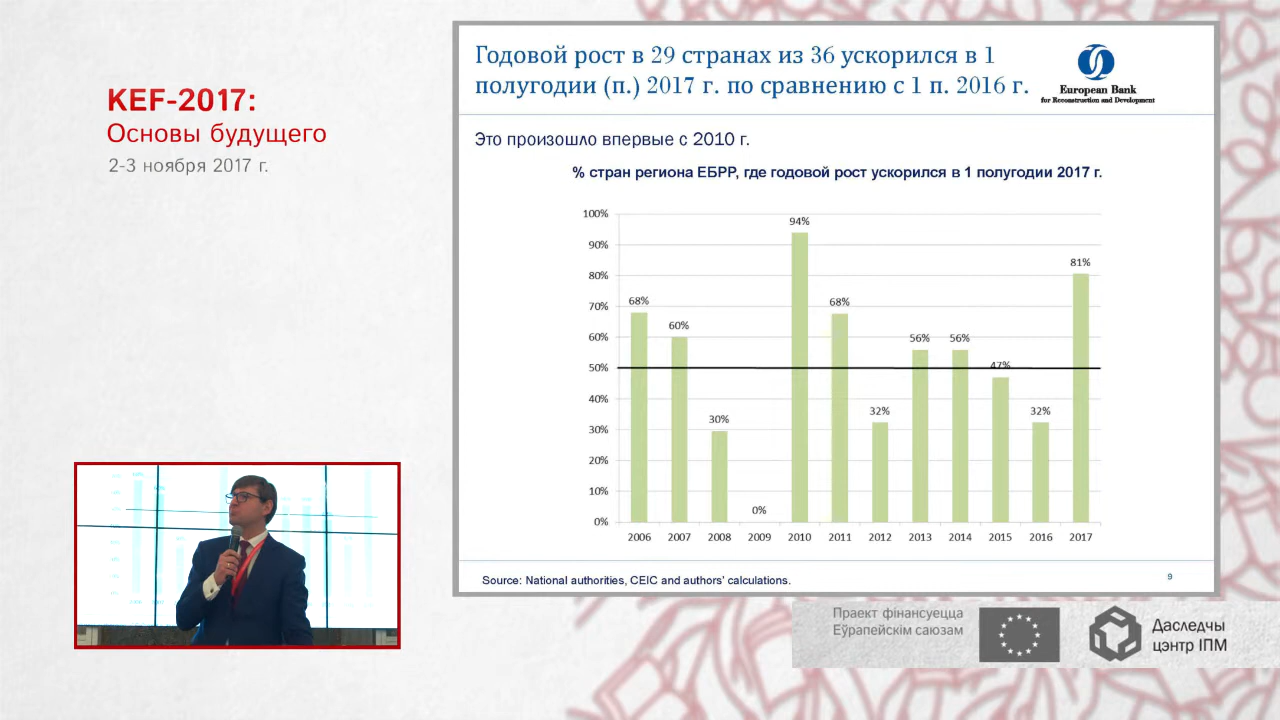 KEF-2017:
Основы будущего
2-3 ноября 2017 г.
Годовой рост в 29 странах из 36 ускорился в 1
полугодии (п.) 2017 г. по сравнению с 1 п. 2016 г.
European Bank
for Reconstruction and Development
Это произошло впервые с 2010 г.
% стран региона ЕБРР, где годовой рост ускорился в 1 полугодии 2017 г.
100%
90%
80%
70%
60%
50%
40%
30%
20%
10%
0%
68%
60%
30%
0%
94%
68%
32%
56%
56%
47%
32%
81%
2006 2007 2008 2009 2010 2011 2012 2013 2014 2015 2016 2017
Source: National authorities, CEIC and authors' calculations.
9
Праект фінансуецца
Еўрапейскім саюзам
Даследчы
цэнтр ІПМ